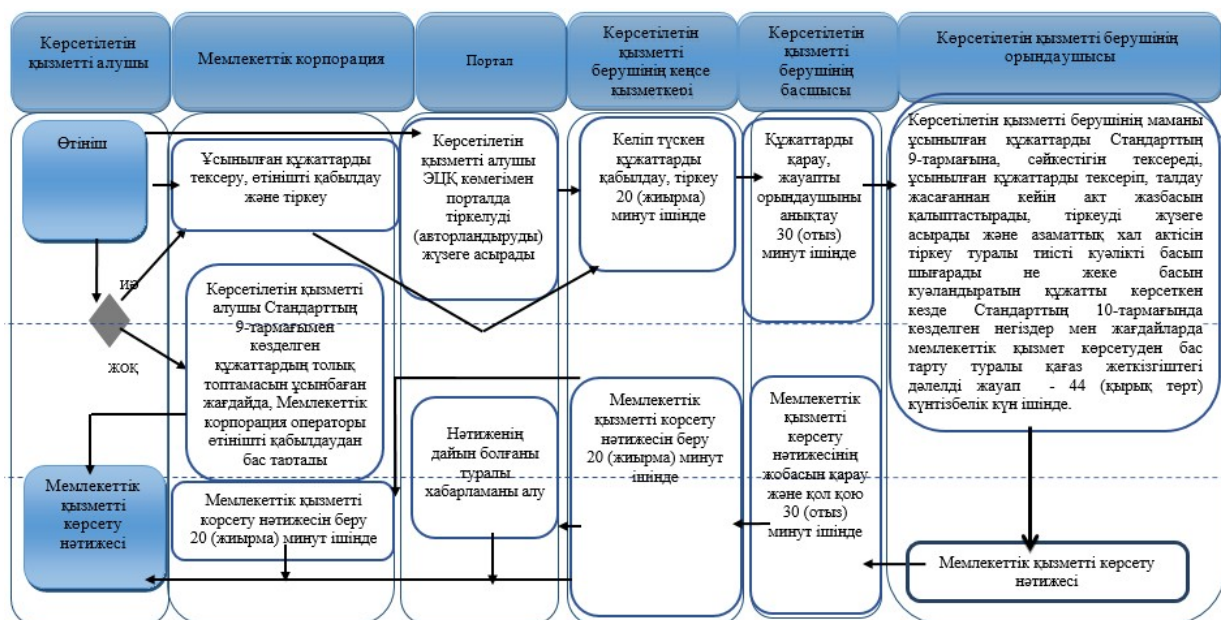 Көрсетілетін
қызметті алушы
Мемлекеттік корпорация
Портал
Көрсетілетін
қызметті
берушінің кеңсе
қызметкері
Көрсетілетін
қызметті
берушінің
басшысы
Көрсетілетін қызметті берушінің
орындаушысы
Өтініш
Ұсынылған құжаттарды
тексеру, өтінішті қабылдау
және тіркеу
Көрсетілетін
қызметті алушы
ЭЦҚ көмегімен
порталда
тіркелуді
(авторландыруды)
жүзеге асырады
Келіп түскен
құжаттарды
қабылдау, тіркеу
20 (жиырма)
минут ішінде
Құжаттарды
қарау,
жауапты
орындаушыны
анықтау
30 (отыз)
минут ішінде
Көрсетілетін қызметті берушінің маманы
ұсынылған құжаттарды Стандарттың
9-тармағына, сәйкестігін тексереді,
ұсынылған құжаттарды тексеріп, талдау
жасағаннан кейін акт жазбасын
қалыптастырады, тіркеуді жүзеге
асырады және азаматтық хал актісін
тіркеу туралы тиісті куәлікті басып
шығарады не жеке басын
куәландыратын құжатты көрсеткен
кезде Стандарттың 10-тармағында
көзделген негіздер мен жағдайларда
мемлекеттік қызмет көрсетуден бас
тарту туралы қағаз жеткізгіштегі
дәлелді жауап - 44 (қырық төрт)
күнтізбелік күн ішінде.
иә
жоқ
Көрсетілетін қызметті
алушы Стандарттың
9-тармағымен
көзделген
құжаттардың толық
топтамасын ұсынбаған
жағдайда, Мемлекеттік
корпорация операторы
өтінішті қабылдаудан
бас тартады
Мемлекеттік
қызметті
көрсету
нәтижесі
Мемлекеттік қызметті
корсету нәтижесін беру
20 (жиырма) минут ішінде
Нәтиженің
дайын болғаны
туралы
хабарламаны алу
Мемлекеттік
қызметті корсету
нәтижесін беру
20 (жиырма) минут
ішінде
Мемлекеттік
қызметті
көрсету
нәтижесінің
жобасын қарау
және қол қою
30 (отыз)
минут ішінде
Мемлекеттік қызметті көрсету
нәтижесі